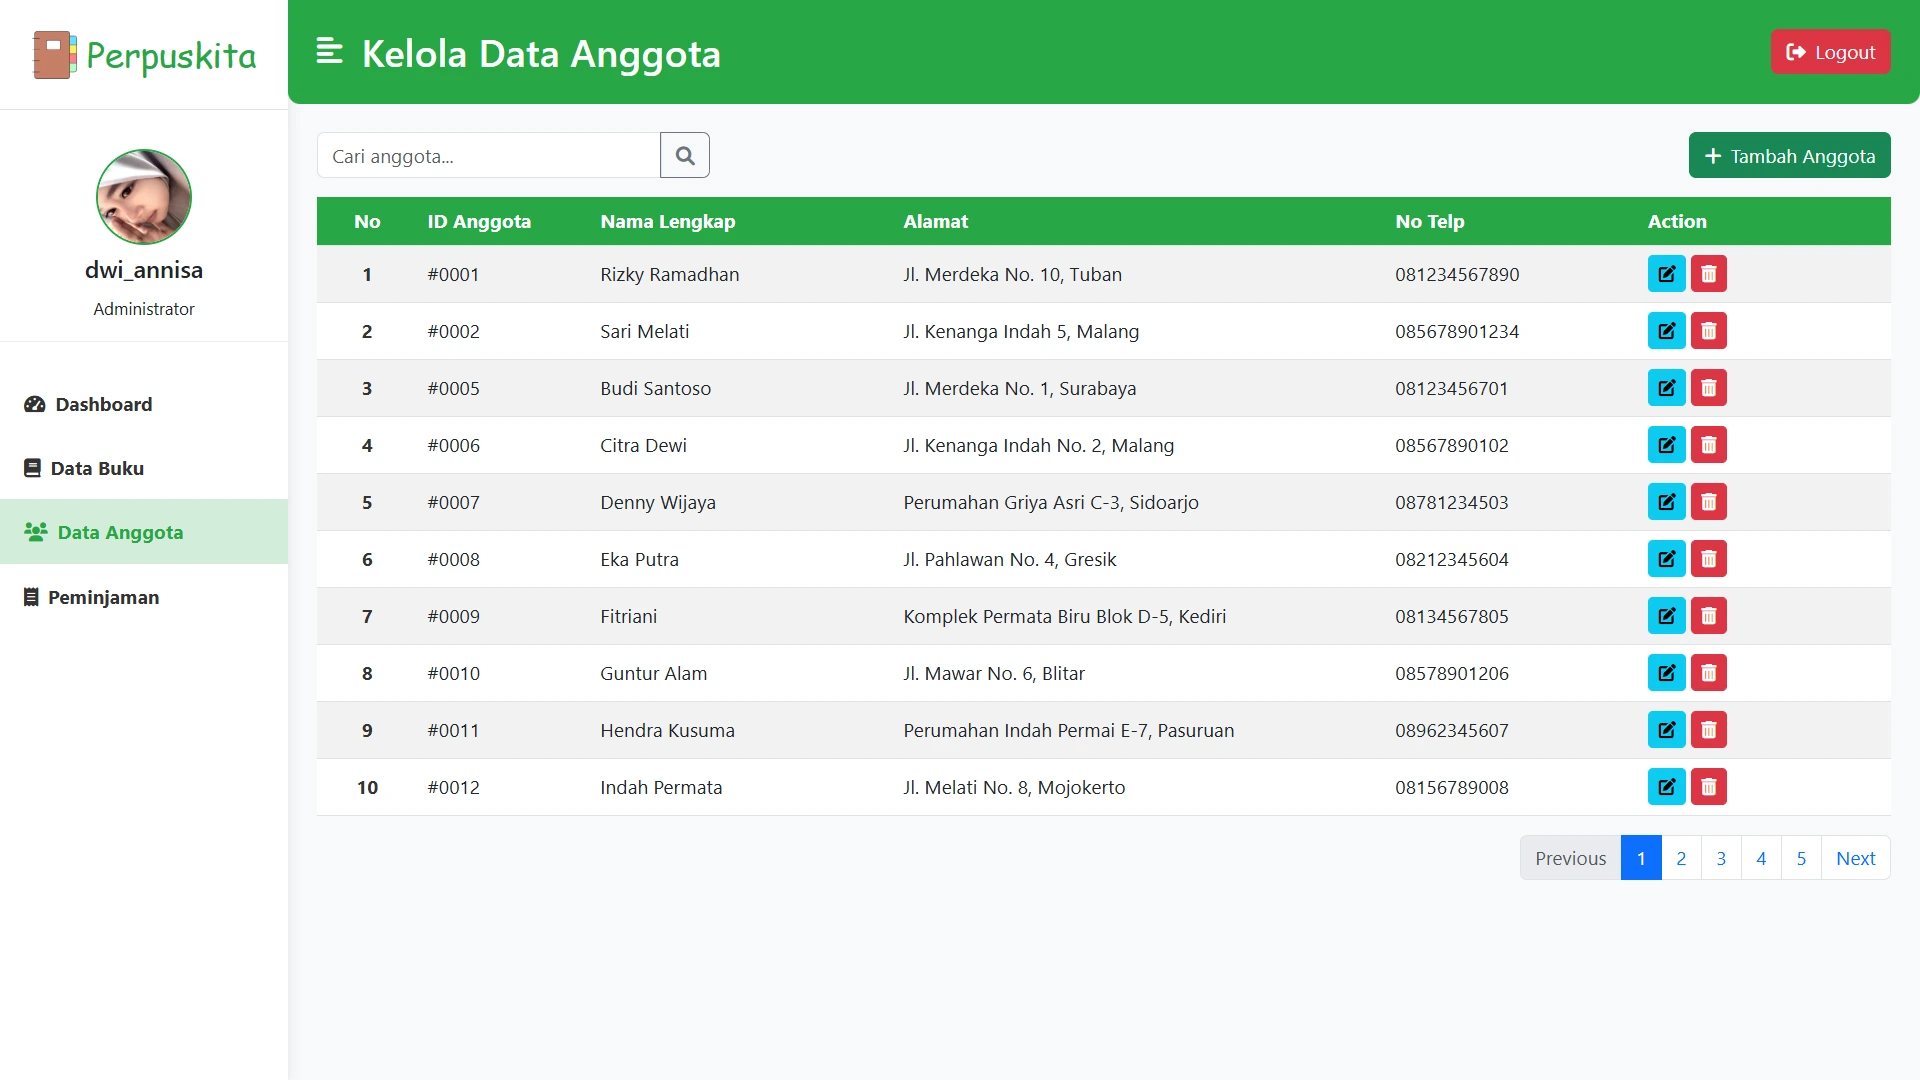 Perpuskita
Kelola Data Anggota
Logout
dwi_annisa
Administrator
Dashboard
Data Buku
Data Anggota
Peminjaman
Cari anggota...
Tambah Anggota
No ID Anggota Nama Lengkap Alamat No Telp Action
1 #0001 Rizky Ramadhan Jl. Merdeka No. 10, Tuban 081234567890
2 #0002 Sari Melati Jl. Kenanga Indah 5, Malang 085678901234
3 #0005 Budi Santoso Jl. Merdeka No. 1, Surabaya 08123456701
4 #0006 Citra Dewi Jl. Kenanga Indah No. 2, Malang 08567890102
5 #0007 Denny Wijaya Perumahan Griya Asri C-3, Sidoarjo 08781234503
6 #0008 Eka Putra Jl. Pahlawan No. 4, Gresik 08212345604
7 #0009 Fitriani Komplek Permata Biru Blok D-5, Kediri 08134567805
8 #0010 Guntur Alam Jl. Mawar No. 6, Blitar 08578901206
9 #0011 Hendra Kusuma Perumahan Indah Permai E-7, Pasuruan 08962345607
10 #0012 Indah Permata Jl. Melati No. 8, Mojokerto 08156789008
Previous 1 2 3 4 5 Next